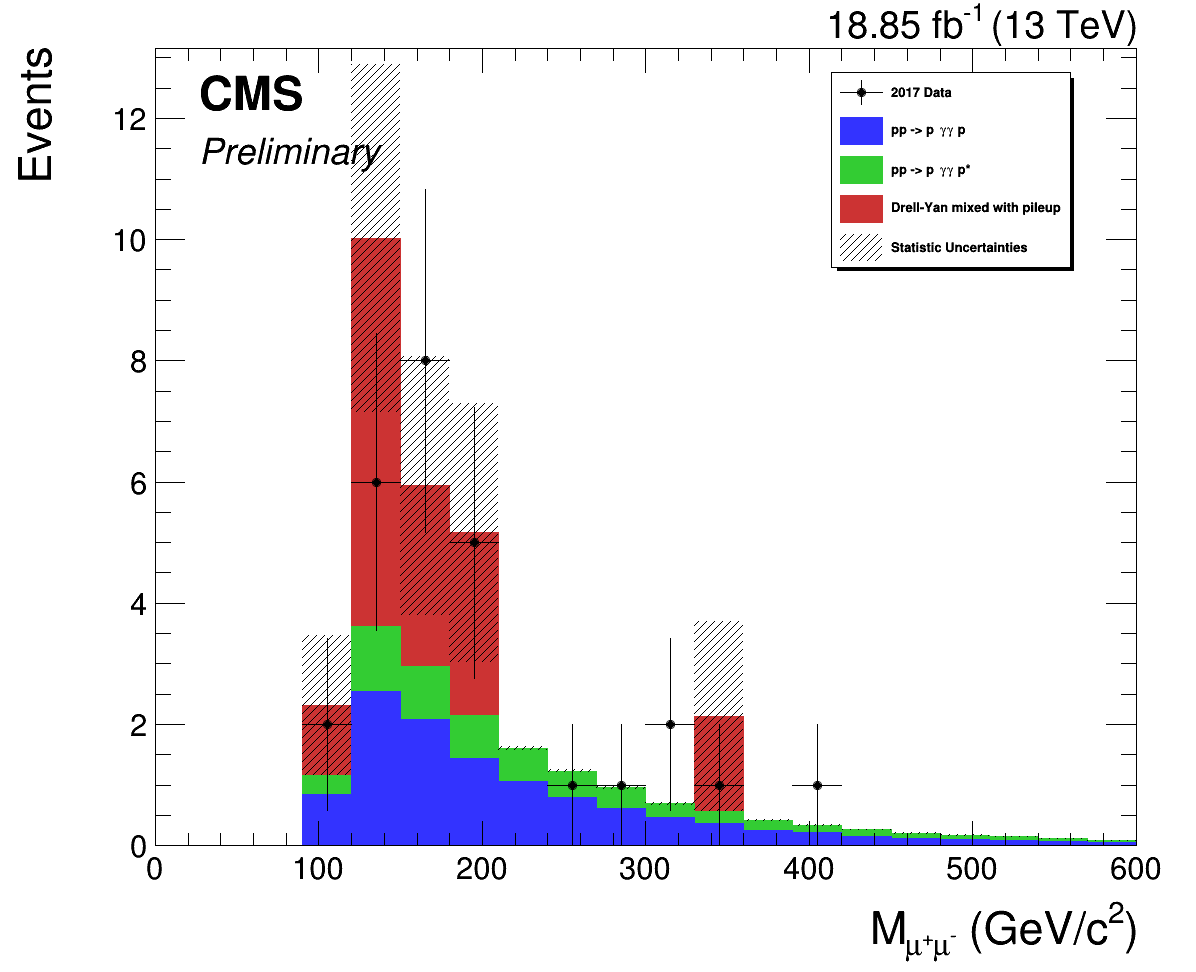 18.85 fb⁻¹ (13 TeV)
Events
CMS
Preliminary
2017 Data
pp -> p γγ p
pp -> p γγ p*
Drell-Yan mixed with pileup
Statistic Uncertainties
12
10
8
6
4
2
0
0 100 200 300 400 500 600
M_μ⁺μ⁻ (GeV/c²)